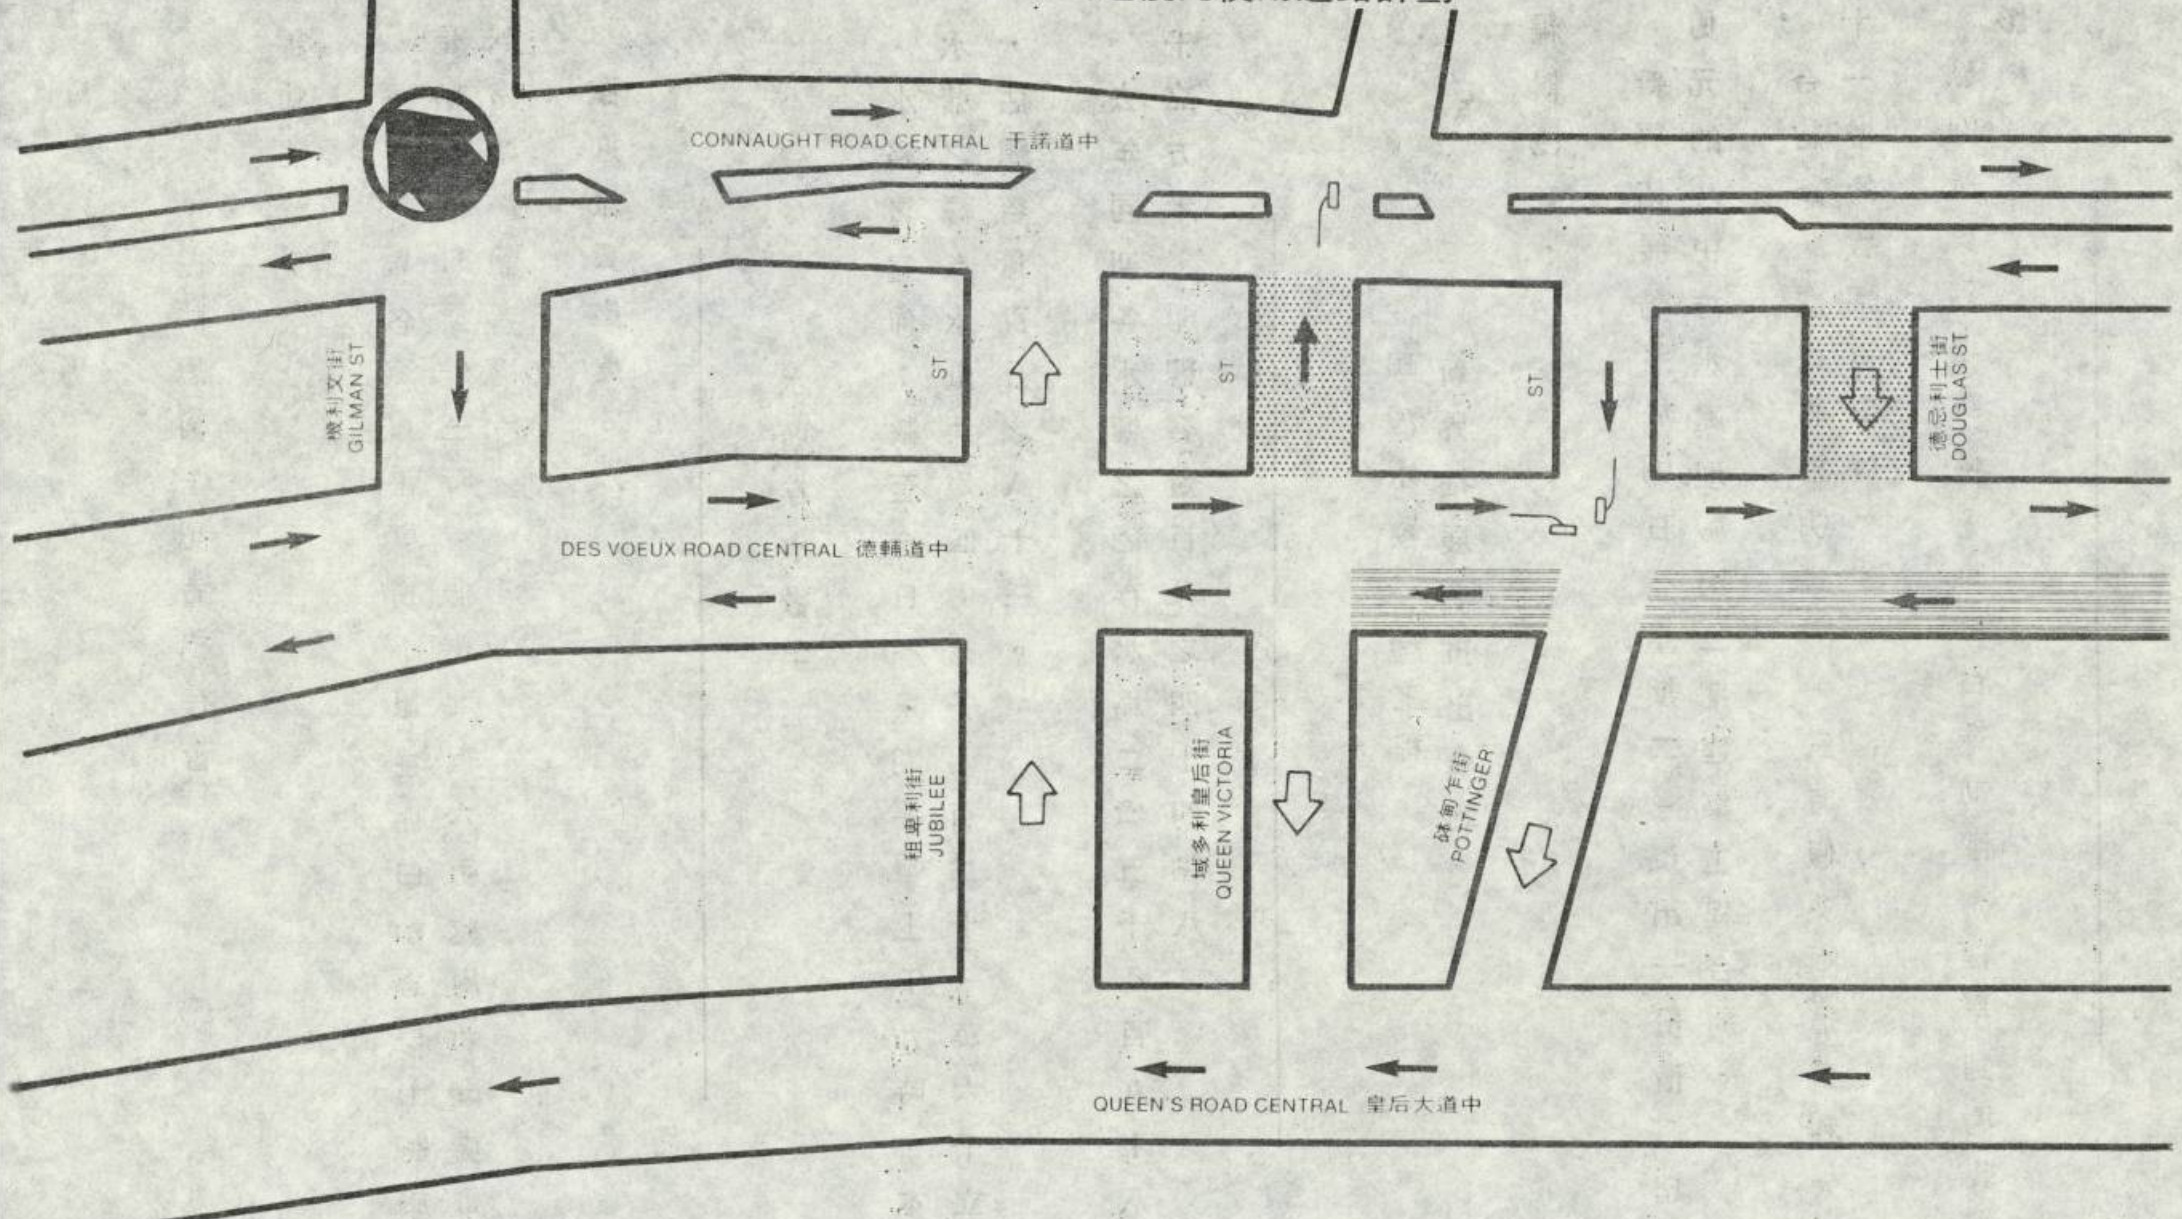 CONNAUGHT ROAD CENTRAL 干諾道中
機利文街
GILMAN ST
ST
ST
ST
德忌利士街
DOUGLAS ST
DES VOEUX ROAD CENTRAL 德輔道中
租卑利街
JUBILEE
域多利皇后街
QUEEN VICTORIA
砵甸乍街
POTTINGER
QUEEN'S ROAD CENTRAL 皇后大道中